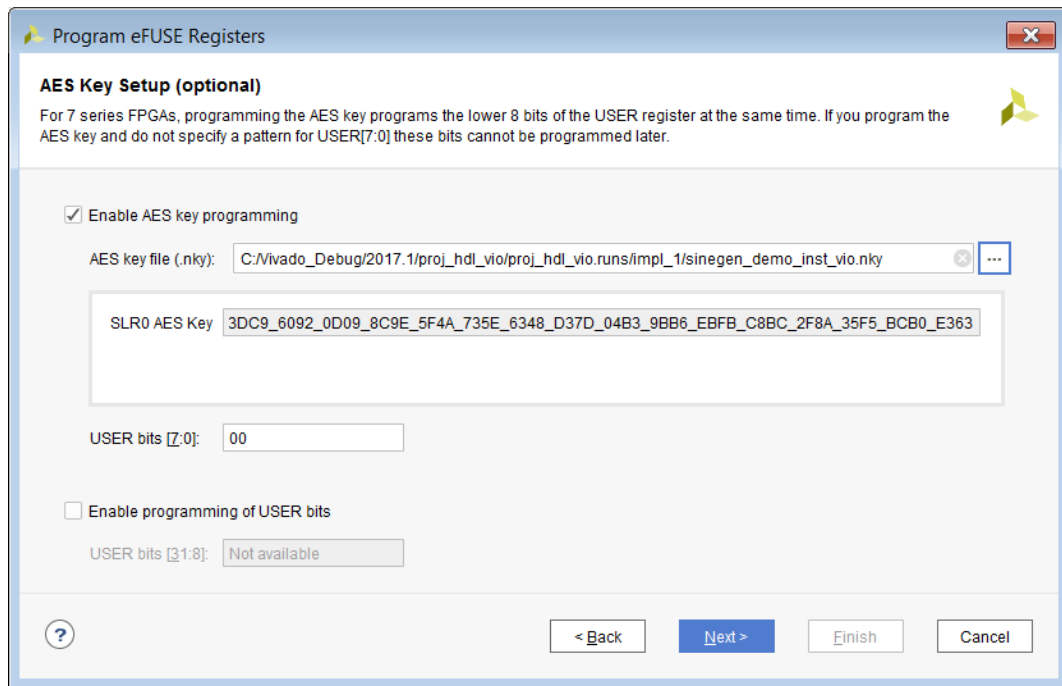 Program eFUSE Registers
AES Key Setup (optional)
For 7 series FPGAs, programming the AES key programs the lower 8 bits of the USER register at the same time. If you program the
AES key and do not specify a pattern for USER[7:0] these bits cannot be programmed later.
Enable AES key programming
AES key file (.nky): C:/Vivado_Debug/2017.1/proj_hdl_vio/proj_hdl_vio.runs/impl_1/sinegen_demo_inst_vio.nky ...
SLR0 AES Key 3DC9_6092_0D09_8C9E_5F4A_735E_6348_D37D_04B3_9BB6_EBFB_C8BC_2F8A_35F5_BCB0_E363
USER bits [7:0]: 00
Enable programming of USER bits
USER bits [31:8]: Not available
? < Back Next > Finish Cancel